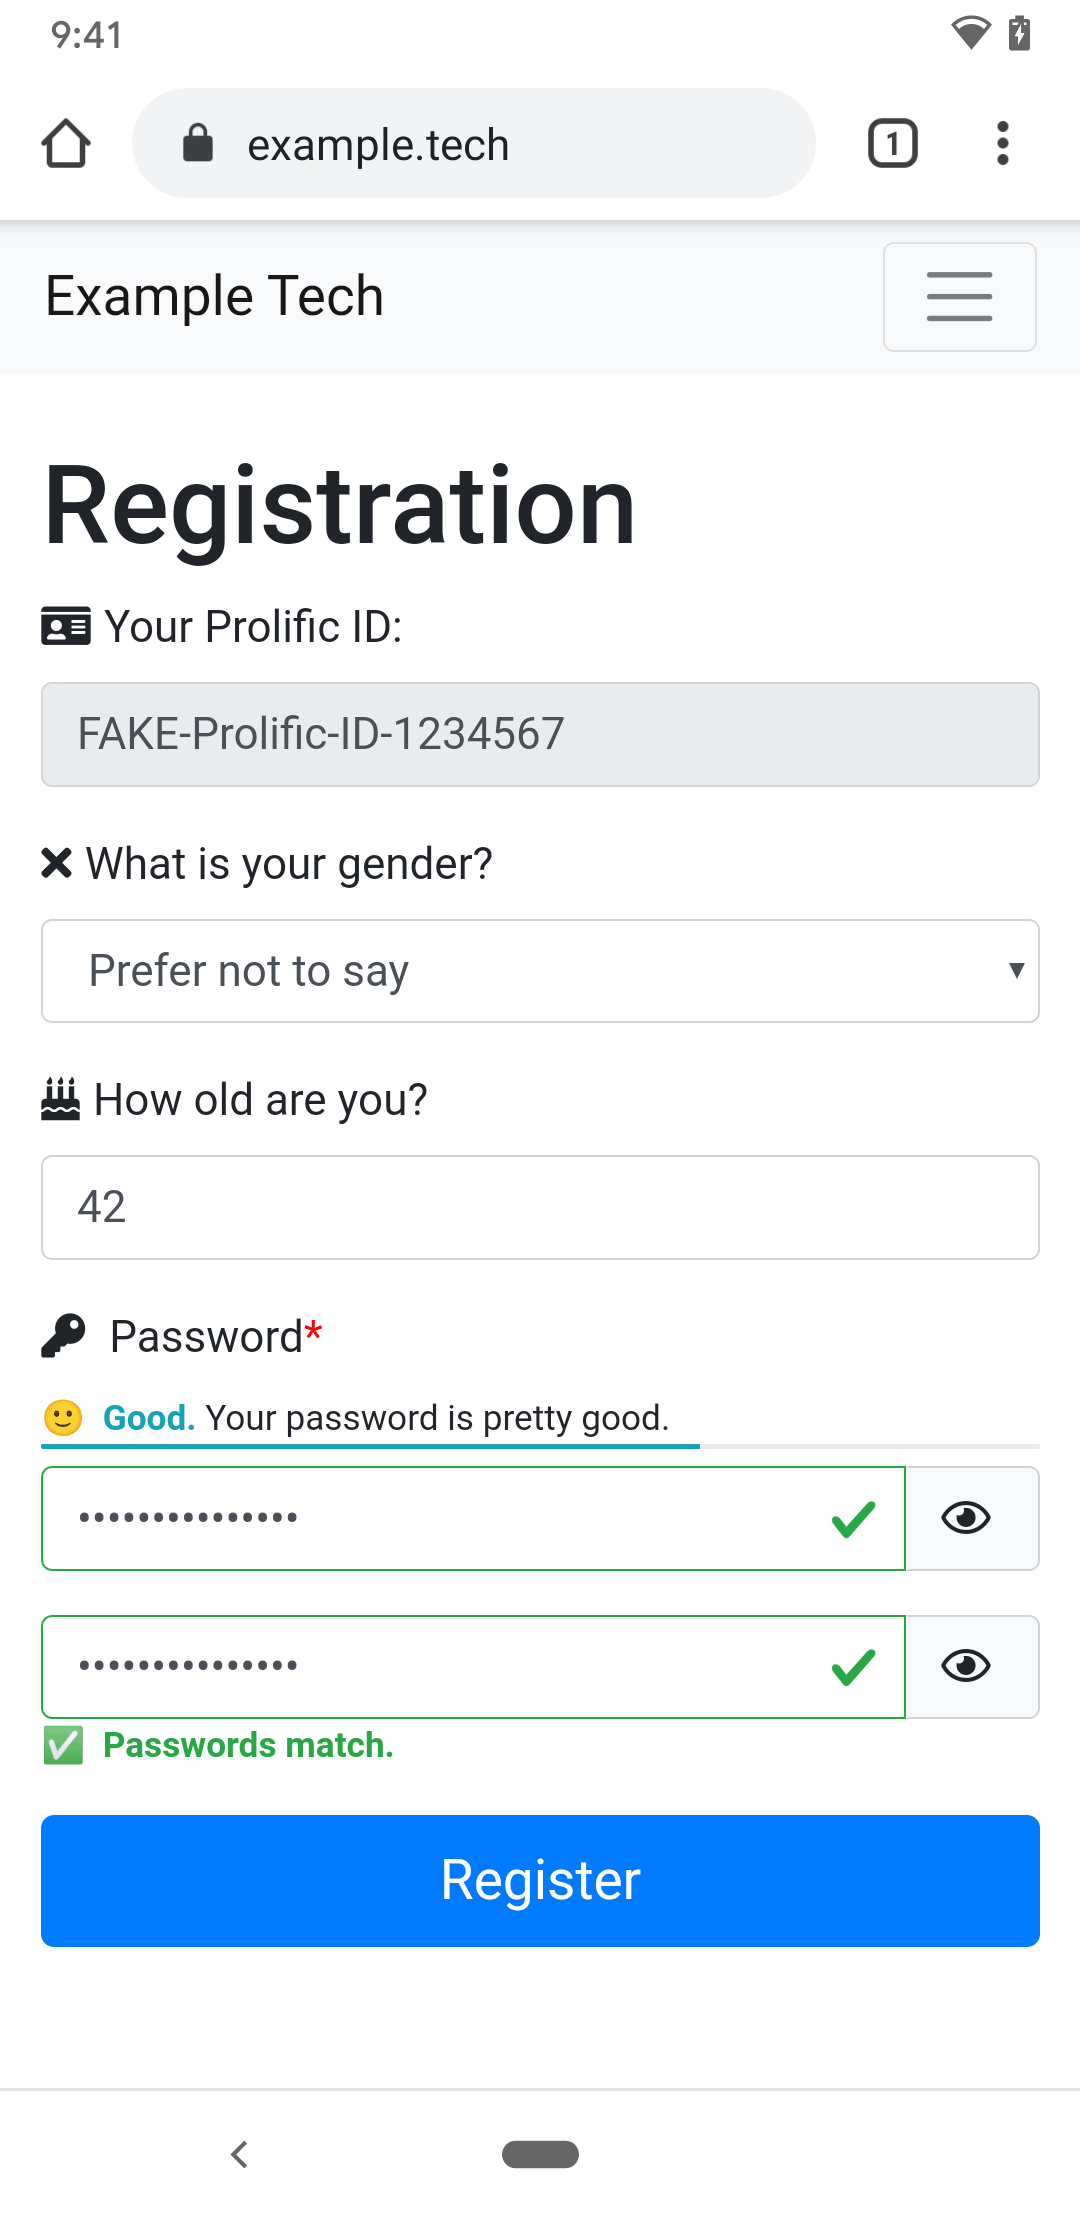 9:41
example.tech
1
Example Tech
Registration
Your Prolific ID:
FAKE-Prolific-ID-1234567
What is your gender?
Prefer not to say
How old are you?
42
Password*
Good. Your password is pretty good.
•••••••••••••••
•••••••••••••••
Passwords match.
Register